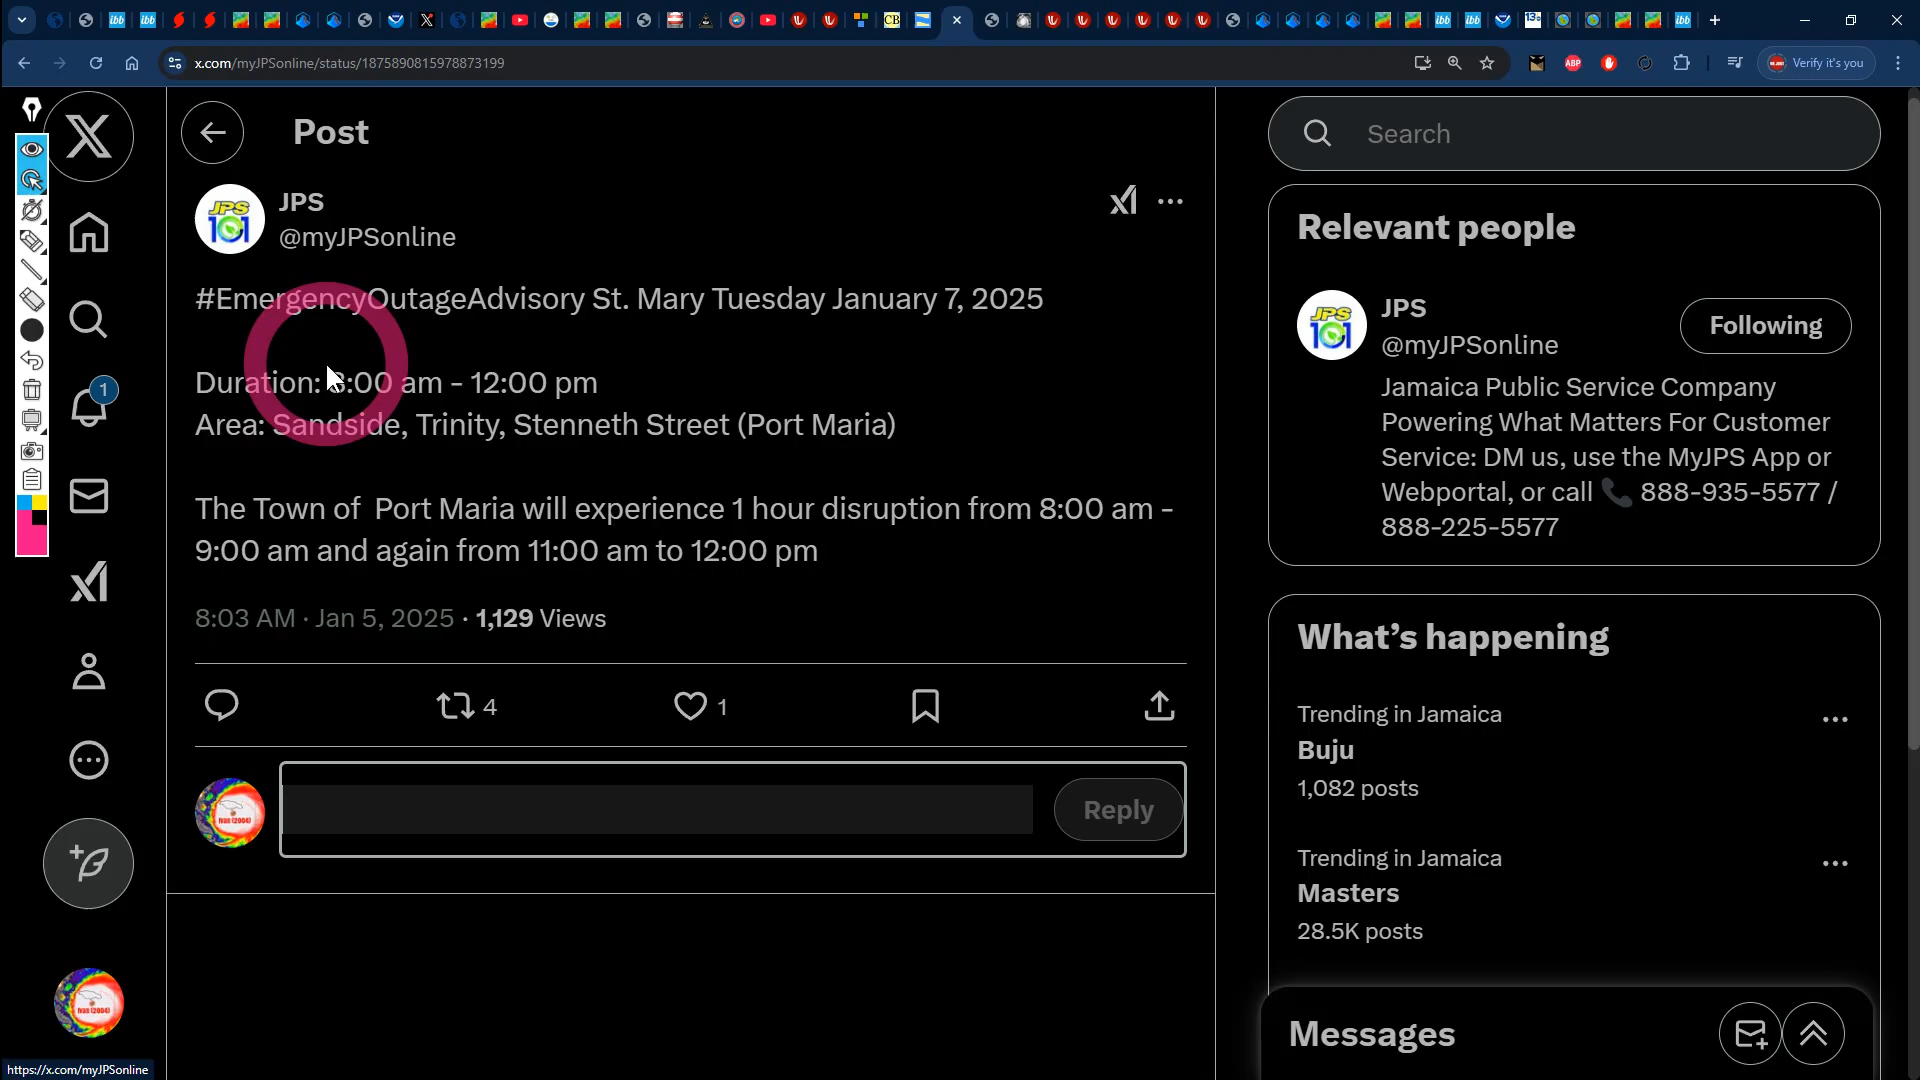 x.com/myJPSonline/status/1875890815978873199
Verify it's you
Post
JPS
@myJPSonline
#EmergencyOutageAdvisory St. Mary Tuesday January 7, 2025
Duration: 8:00 am - 12:00 pm
Area: Sandside, Trinity, Stenneth Street (Port Maria)
The Town of Port Maria will experience 1 hour disruption from 8:00 am -
9:00 am and again from 11:00 am to 12:00 pm
8:03 AM · Jan 5, 2025 · 1,129 Views
4
1
Reply
1
Search
Relevant people
JPS
@myJPSonline
Following
Jamaica Public Service Company
Powering What Matters For Customer
Service: DM us, use the MyJPS App or
Webportal, or call 📞 888-935-5577 /
888-225-5577
What's happening
Trending in Jamaica
Buju
1,082 posts
Trending in Jamaica
Masters
28.5K posts
Messages
https://x.com/myJPSonline